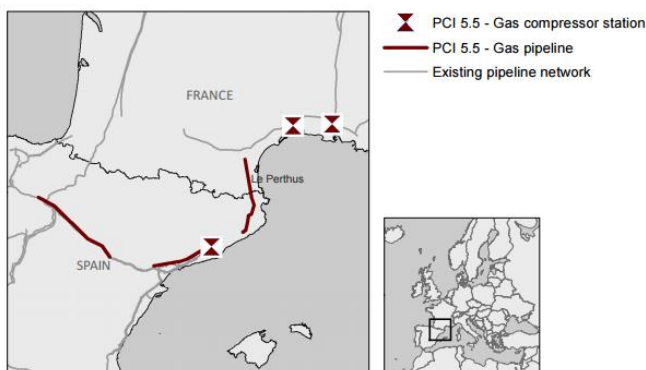 PCI 5.5 - Gas compressor station
PCI 5.5 - Gas pipeline
Existing pipeline network
FRANCE
Le Perthus
SPAIN